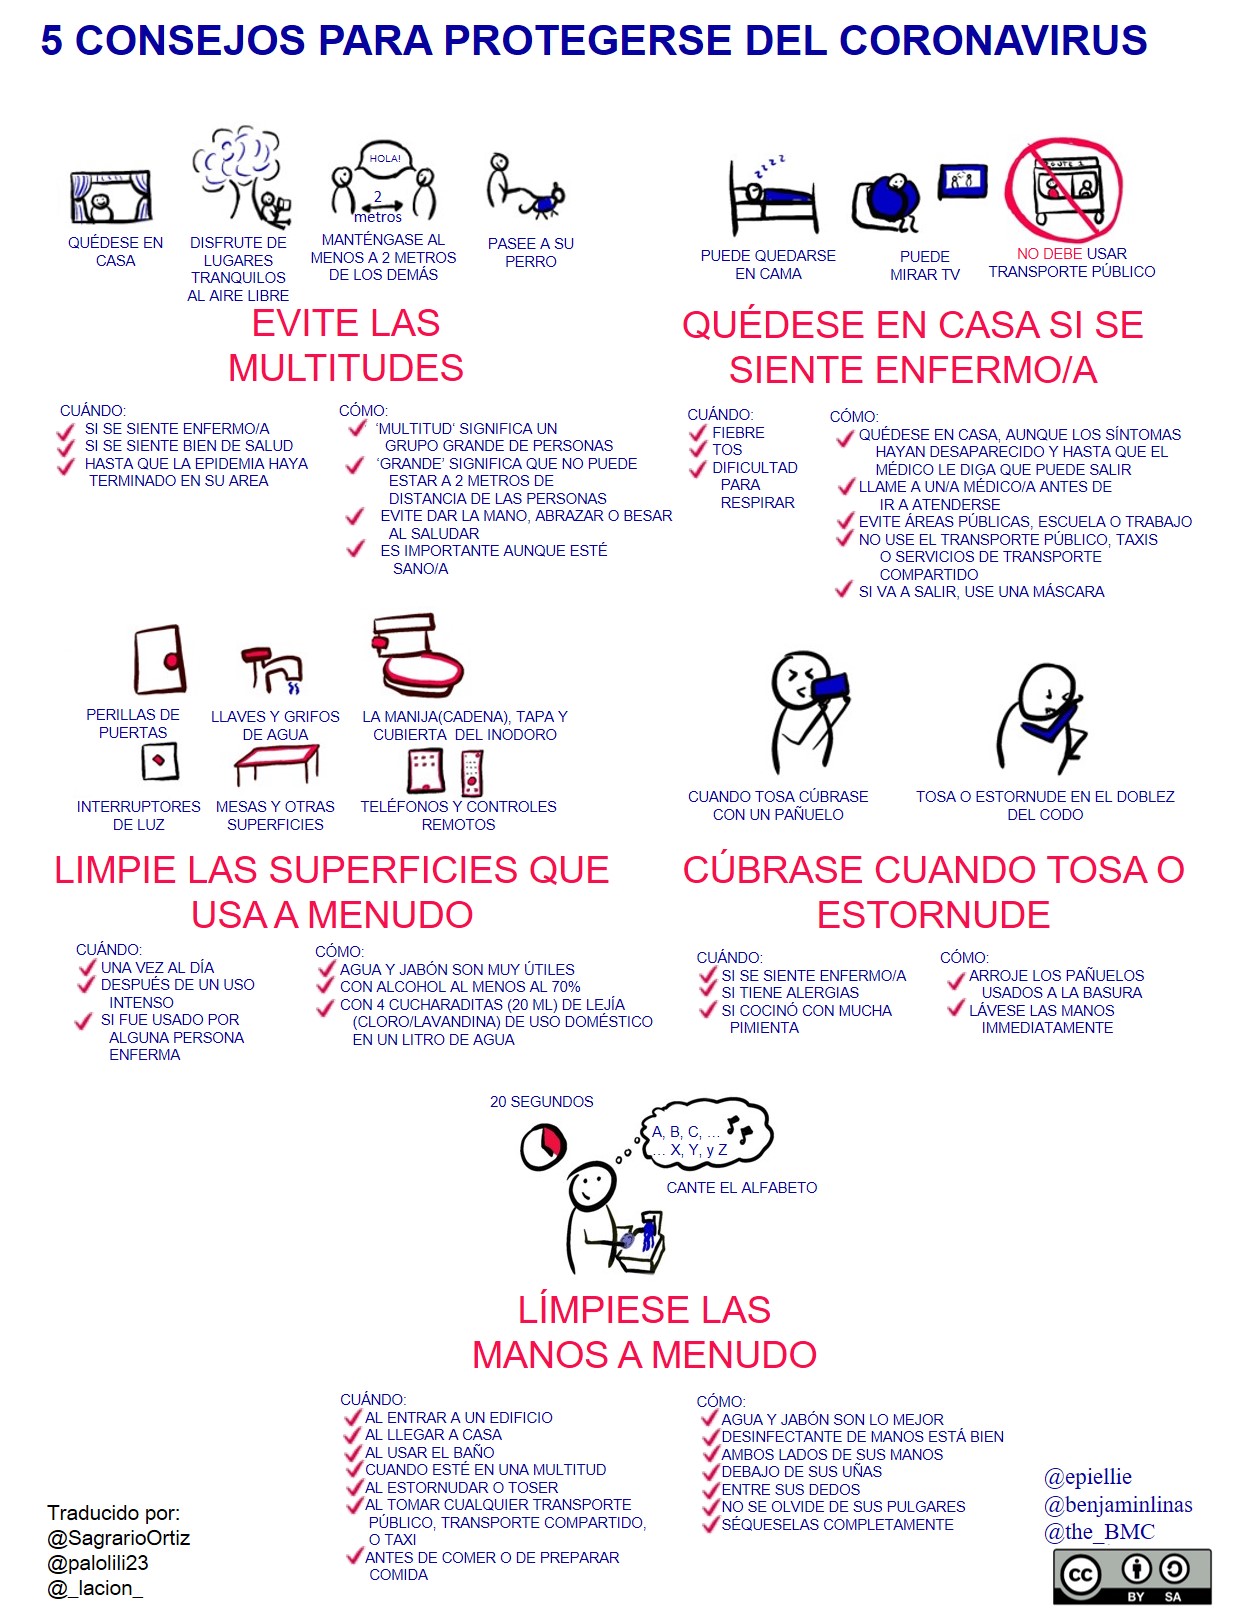 5 CONSEJOS PARA PROTEGERSE DEL CORONAVIRUS
HOLA!
2
metros
QUÉDESE EN
CASA
DISFRUTE DE
LUGARES
TRANQUILOS
AL AIRE LIBRE
MANTÉNGASE AL
MENOS A 2 METROS
DE LOS DEMÁS
PASEE A SU
PERRO
EVITE LAS
MULTITUDES
CUÁNDO:
SI SE SIENTE ENFERMO/A
SI SE SIENTE BIEN DE SALUD
HASTA QUE LA EPIDEMIA HAYA
TERMINADO EN SU AREA
CÓMO:
'MULTITUD' SIGNIFICA UN
GRUPO GRANDE DE PERSONAS
'GRANDE' SIGNIFICA QUE NO PUEDE
ESTAR A 2 METROS DE
DISTANCIA DE LAS PERSONAS
EVITE DAR LA MANO, ABRAZAR O BESAR
AL SALUDAR
ES IMPORTANTE AUNQUE ESTÉ
SANO/A
zzzz
PUEDE QUEDARSE
EN CAMA
PUEDE
MIRAR TV
NO DEBE USAR
TRANSPORTE PÚBLICO
QUÉDESE EN CASA SI SE
SIENTE ENFERMO/A
CUÁNDO:
FIEBRE
TOS
DIFICULTAD
PARA
RESPIRAR
CÓMO:
QUÉDESE EN CASA, AUNQUE LOS SÍNTOMAS
HAYAN DESAPARECIDO Y HASTA QUE EL
MÉDICO LE DIGA QUE PUEDE SALIR
LLAME A UN/A MÉDICO/A ANTES DE
IR A ATENDERSE
EVITE ÁREAS PÚBLICAS, ESCUELA O TRABAJO
NO USE EL TRANSPORTE PÚBLICO, TAXIS
O SERVICIOS DE TRANSPORTE
COMPARTIDO
SI VA A SALIR, USE UNA MÁSCARA
PERILLAS DE
PUERTAS
LLAVES Y GRIFOS
DE AGUA
LA MANIJA(CADENA), TAPA Y
CUBIERTA DEL INODORO
INTERRUPTORES
DE LUZ
MESAS Y OTRAS
SUPERFICIES
TELÉFONOS Y CONTROLES
REMOTOS
LIMPIE LAS SUPERFICIES QUE
USA A MENUDO
CUÁNDO:
UNA VEZ AL DÍA
DESPUÉS DE UN USO
INTENSO
SI FUE USADO POR
ALGUNA PERSONA
ENFERMA
CÓMO:
AGUA Y JABÓN SON MUY ÚTILES
CON ALCOHOL AL MENOS AL 70%
CON 4 CUCHARADITAS (20 ML) DE LEJÍA
(CLORO/LAVANDINA) DE USO DOMÉSTICO
EN UN LITRO DE AGUA
CUANDO TOSA CÚBRASE
CON UN PAÑUELO
TOSA O ESTORNUDE EN EL DOBLEZ
DEL CODO
CÚBRASE CUANDO TOSA O
ESTORNUDE
CUÁNDO:
SI SE SIENTE ENFERMO/A
SI TIENE ALERGIAS
SI COCINÓ CON MUCHA
PIMIENTA
CÓMO:
ARROJE LOS PAÑUELOS
USADOS A LA BASURA
LÁVESE LAS MANOS
IMMEDIATAMENTE
20 SEGUNDOS
A, B, C, ...
... X, Y, y Z
CANTE EL ALFABETO
LÍMPIESE LAS
MANOS A MENUDO
CUÁNDO:
AL ENTRAR A UN EDIFICIO
AL LLEGAR A CASA
AL USAR EL BAÑO
CUANDO ESTÉ EN UNA MULTITUD
AL ESTORNUDAR O TOSER
AL TOMAR CUALQUIER TRANSPORTE
PÚBLICO, TRANSPORTE COMPARTIDO,
O TAXI
ANTES DE COMER O DE PREPARAR
COMIDA
CÓMO:
AGUA Y JABÓN SON LO MEJOR
DESINFECTANTE DE MANOS ESTÁ BIEN
AMBOS LADOS DE SUS MANOS
DEBAJO DE SUS UÑAS
ENTRE SUS DEDOS
NO SE OLVIDE DE SUS PULGARES
SÉQUESELAS COMPLETAMENTE
Traducido por:
@SagrarioOrtiz
@palolili23
@_lacion_
@epiellie
@benjaminlinas
@the_BMC
cc
BY SA